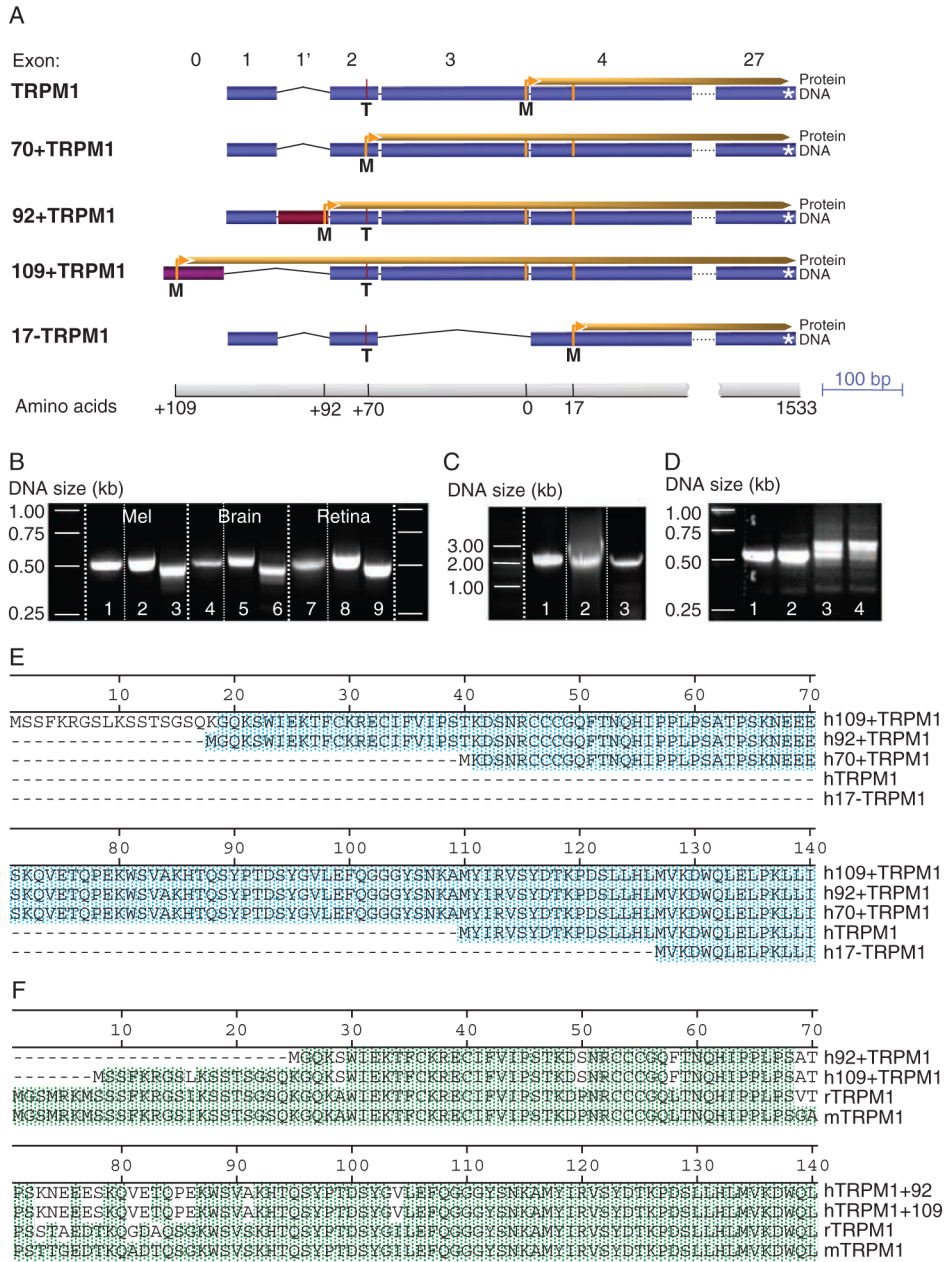 A
Exon: 0 1 1' 2 3 4 27
TRPM1 Protein
DNA
*
T M
70+TRPM1 Protein
DNA
*
M
92+TRPM1 Protein
DNA
*
M T
109+TRPM1 Protein
DNA
*
M T
17-TRPM1 Protein
DNA
*
T M
100 bp
Amino acids +109 +92 +70 0 17 1533
B
DNA size (kb)
1.00
0.75
0.50
0.25
Mel Brain Retina
1 2 3 4 5 6 7 8 9
C
DNA size (kb)
3.00
2.00
1.00
1 2 3
D
DNA size (kb)
1.00
0.75
0.50
0.25
1 2 3 4
E
10 20 30 40 50 60 70
MSSFKRGSLKSSTSGSQKGQKSWIEKTFCKRECIFVIPSTKDSNRCCCGQFTNQHIPPLPSATPSKNEEE h109+TRPM1
-----------------MGQKSWIEKTFCKRECIFVIPSTKDSNRCCCGQFTNQHIPPLPSATPSKNEEE h92+TRPM1
---------------------------------------MKDSNRCCCGQFTNQHIPPLPSATPSKNEEE h70+TRPM1
---------------------------------------------------------------------- hTRPM1
---------------------------------------------------------------------- h17-TRPM1
80 90 100 110 120 130 140
SKQVETQPEKWSVAKHTQSYPTDSYGVLEFQGGGYSNKAMYIRVSYDTKPDSLLHLMVKDWQLELPKLLI h109+TRPM1
SKQVETQPEKWSVAKHTQSYPTDSYGVLEFQGGGYSNKAMYIRVSYDTKPDSLLHLMVKDWQLELPKLLI h92+TRPM1
SKQVETQPEKWSVAKHTQSYPTDSYGVLEFQGGGYSNKAMYIRVSYDTKPDSLLHLMVKDWQLELPKLLI h70+TRPM1
---------------------------------------MYIRVSYDTKPDSLLHLMVKDWQLELPKLLI hTRPM1
--------------------------------------------------------MVKDWQLELPKLLI h17-TRPM1
F
10 20 30 40 50 60 70
------------------------MGQKSWIEKTFCKRECIFVIPSTKDSNRCCCGQFTNQHIPPLPSAT h92+TRPM1
-------MSSFKRGSLKSSTSGSQKGQKSWIEKTFCKRECIFVIPSTKDSNRCCCGQFTNQHIPPLPSAT h109+TRPM1
MGSMRKMSSSFKRGSIKSSTSGSQKGQKAWIEKTFCKRECIFVIPSTKDPNRCCCGQLTNQHIPPLPSVT rTRPM1
MGSMRKMSSSFKRGSIKSSTSGSQKGQKAWIEKTFCKRECIFVIPSTKDPNRCCCGQLTNQHIPPLPSGA mTRPM1
80 90 100 110 120 130 140
PSKNEEESKQVETQPEKWSVAKHTQSYPTDSYGVLEFQGGGYSNKAMYIRVSYDTKPDSLLHLMVKDWQL hTRPM1+92
PSKNEEESKQVETQPEKWSVAKHTQSYPTDSYGVLEFQGGGYSNKAMYIRVSYDTKPDSLLHLMVKDWQL hTRPM1+109
PSSTAEDTKQGDAQSGKWSVSKHTQSYPTDSYGILEFQGGGYSNKAMYIRVSYDTKPDSLLHLMVKDWQL rTRPM1
PSTTGEDTKQADTQSGKWSVSKHTQSYPTDSYGILEFQGGGYSNKAMYIRVSYDTKPDSLLHLMVKDWQL mTRPM1